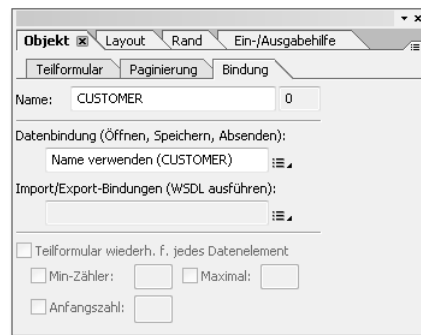 Objekt Layout Rand Ein-/Ausgabehilfe
Teilformular Paginierung Bindung
Name: CUSTOMER 0
Datenbindung (Öffnen, Speichern, Absenden):
Name verwenden (CUSTOMER)
Import/Export-Bindungen (WSDL ausführen):
Teilformular wiederh. f. jedes Datenelement
Min-Zähler: Maximal:
Anfangszahl: